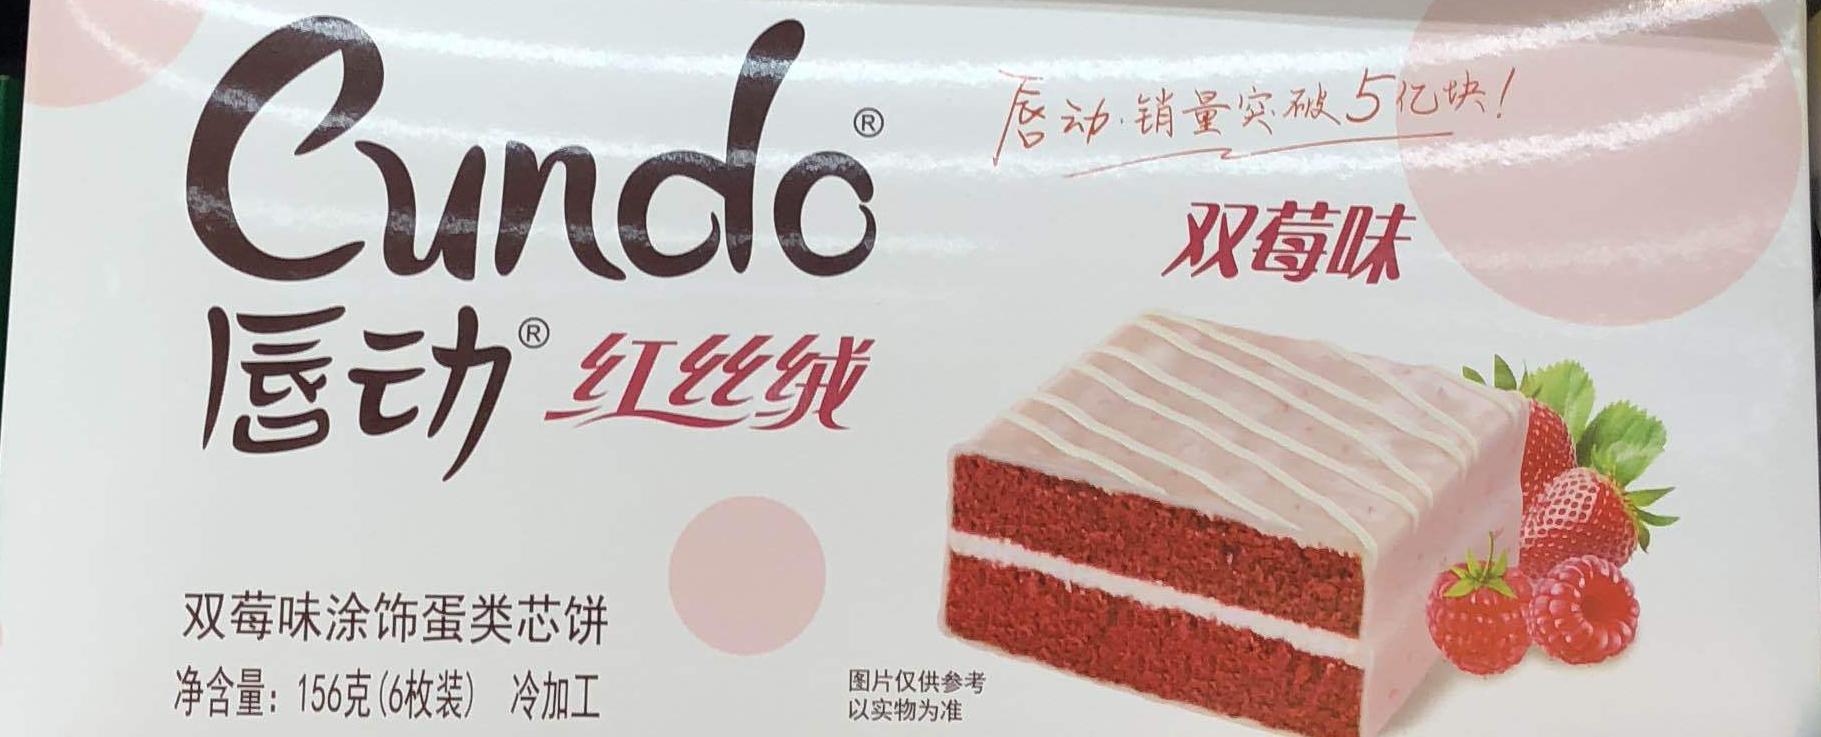 Cundo®
唇动·销量突破5亿块!
双莓味
唇动® 红丝绒
双莓味涂饰蛋类芯饼
净含量：156克(6枚装) 冷加工
图片仅供参考
以实物为准